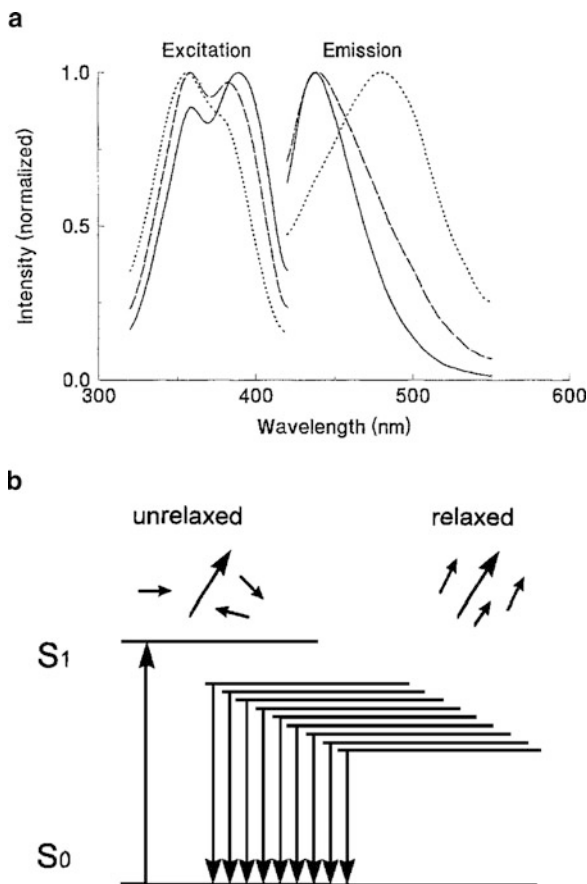 a
Excitation Emission
1.0
0.5
0.0
Intensity (normalized)
300 400 500 600
Wavelength (nm)
b
unrelaxed relaxed
S1
S0